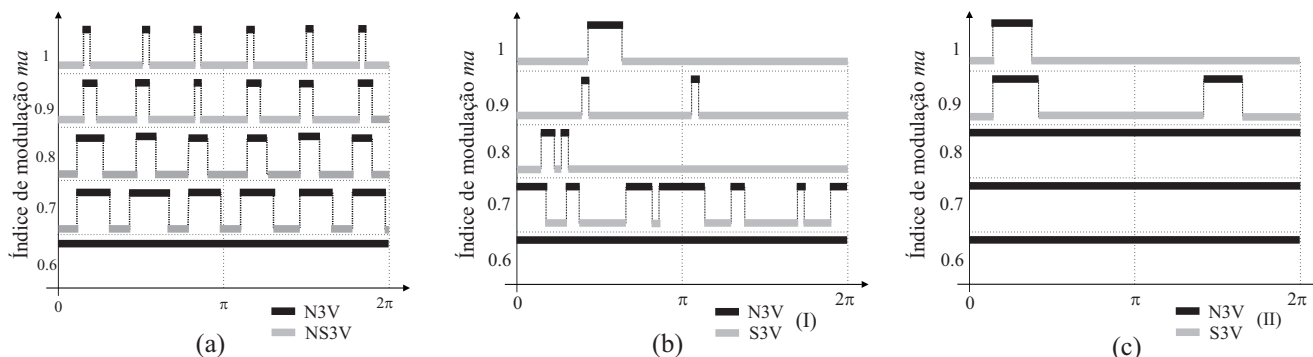 Índice de modulação ma
1
0.9
0.8
0.7
0.6
0
π
2π
N3V
NS3V
(a)
Índice de modulação ma
1
0.9
0.8
0.7
0.6
0
π
2π
N3V
S3V
(I)
(b)
Índice de modulação ma
1
0.9
0.8
0.7
0.6
0
π
2π
N3V
S3V
(II)
(c)